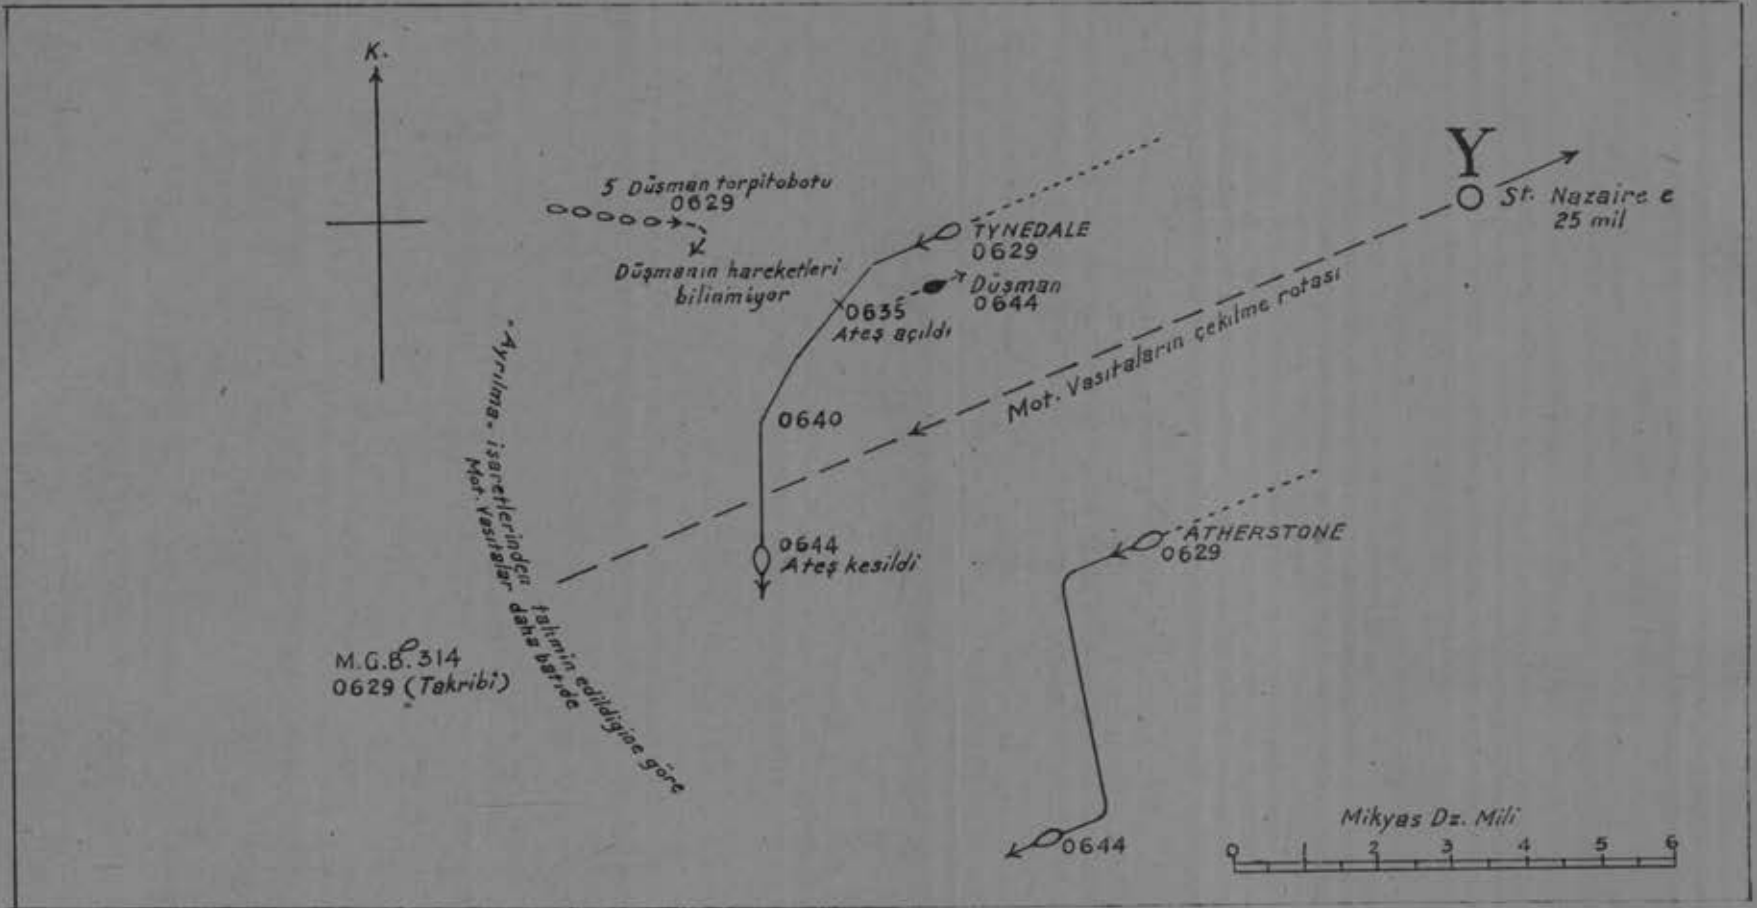 K.
5 Düşman torpitobotu
0629
Düşmanın hareketleri
bilinmiyor
TYNEDALE
0629
Düşman
0644
0635
Ateş açıldı
Y
St. Nazaire e
25 mil
Mot. Vasıtaların çekilme rotası
0640
0644
Ateş kesildi
"Ayrılma" işaretlerinden tahmin edildiğine göre
Mot. Vasıtalar daha batıde
ATHERSTONE
0629
M.G.B. 314
0629 (Takribî)
0644
Mikyas Dz. Mili
0 1 2 3 4 5 6